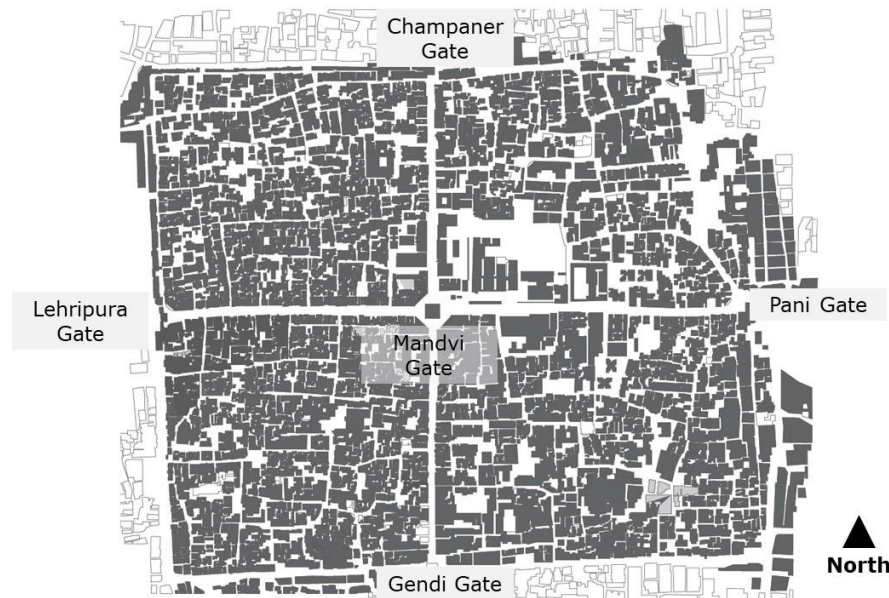 Champaner
Gate
Lehripura
Gate
Pani Gate
Mandvi
Gate
North
Gendi Gate